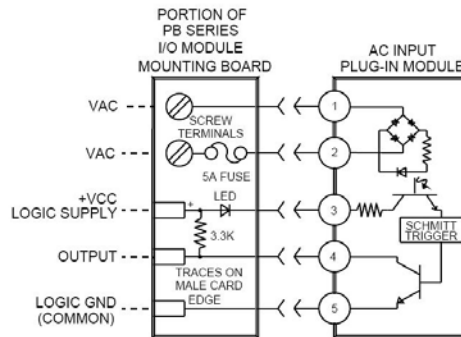 PORTION OF
PB SERIES
I/O MODULE
MOUNTING BOARD
AC INPUT
PLUG-IN MODULE
VAC
1
SCREW
TERMINALS
VAC
2
5A FUSE
+VCC
LOGIC SUPPLY
+
LED
3
3.3K
SCHMITT
TRIGGER
OUTPUT
4
TRACES ON
MALE CARD
EDGE
LOGIC GND
(COMMON)
5